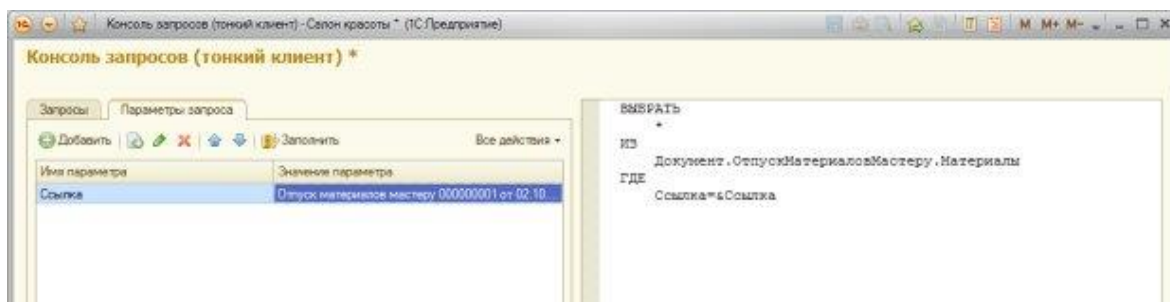 Консоль запросов (тонкий клиент) - Салон красоты * (1С:Предприятие)
M M+ M-
Консоль запросов (тонкий клиент) *
Запросы Параметры запроса
Добавить Заполнить Все действия
Имя параметра Значение параметра
Ссылка Отпуск материалов мастеру 000000001 от 02.10...
ВЫБРАТЬ
*
ИЗ
Документ.ОтпускМатериаловМастеру.Материалы
ГДЕ
Ссылка=&Ссылка